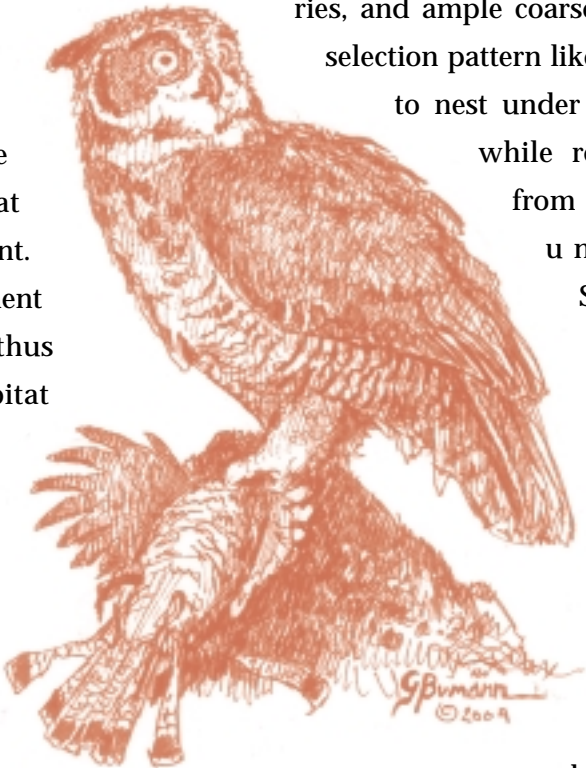 e
at
nt.
ent
thus
bitat
ries, and ample coarse
selection pattern like
to nest under
while re
from
u n
S
GBumann
© 2009